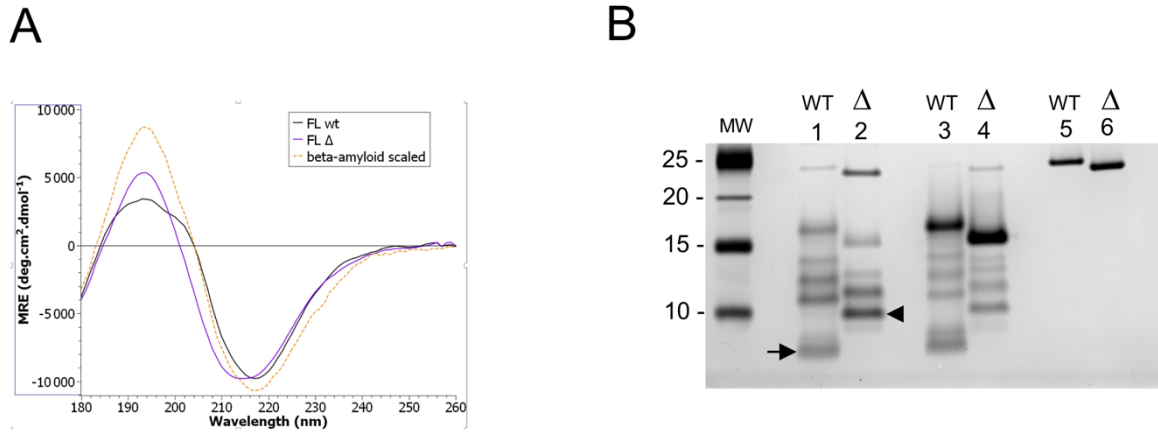 A
B
MRE (deg.cm².dmol⁻¹)
10 000
5 000
0
-5 000
-10 000
FL wt
FL Δ
beta-amyloid scaled
180 190 200 210 220 230 240 250 260
Wavelength (nm)
WT Δ WT Δ WT Δ
MW 1 2 3 4 5 6
25 -
20 -
15 -
10 -